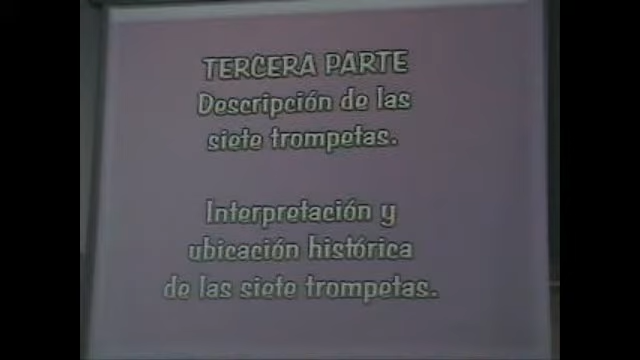 TERCERA PARTE
Descripción de las
siete trompetas.
Interpretación y
ubicación histórica
de las siete trompetas.